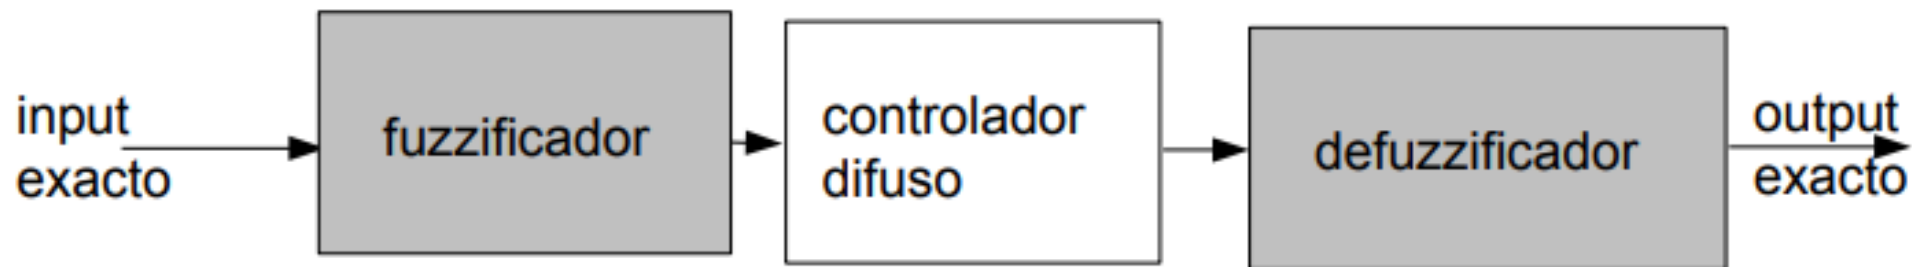 input
exacto
fuzzificador
controlador
difuso
defuzzificador
output
exacto